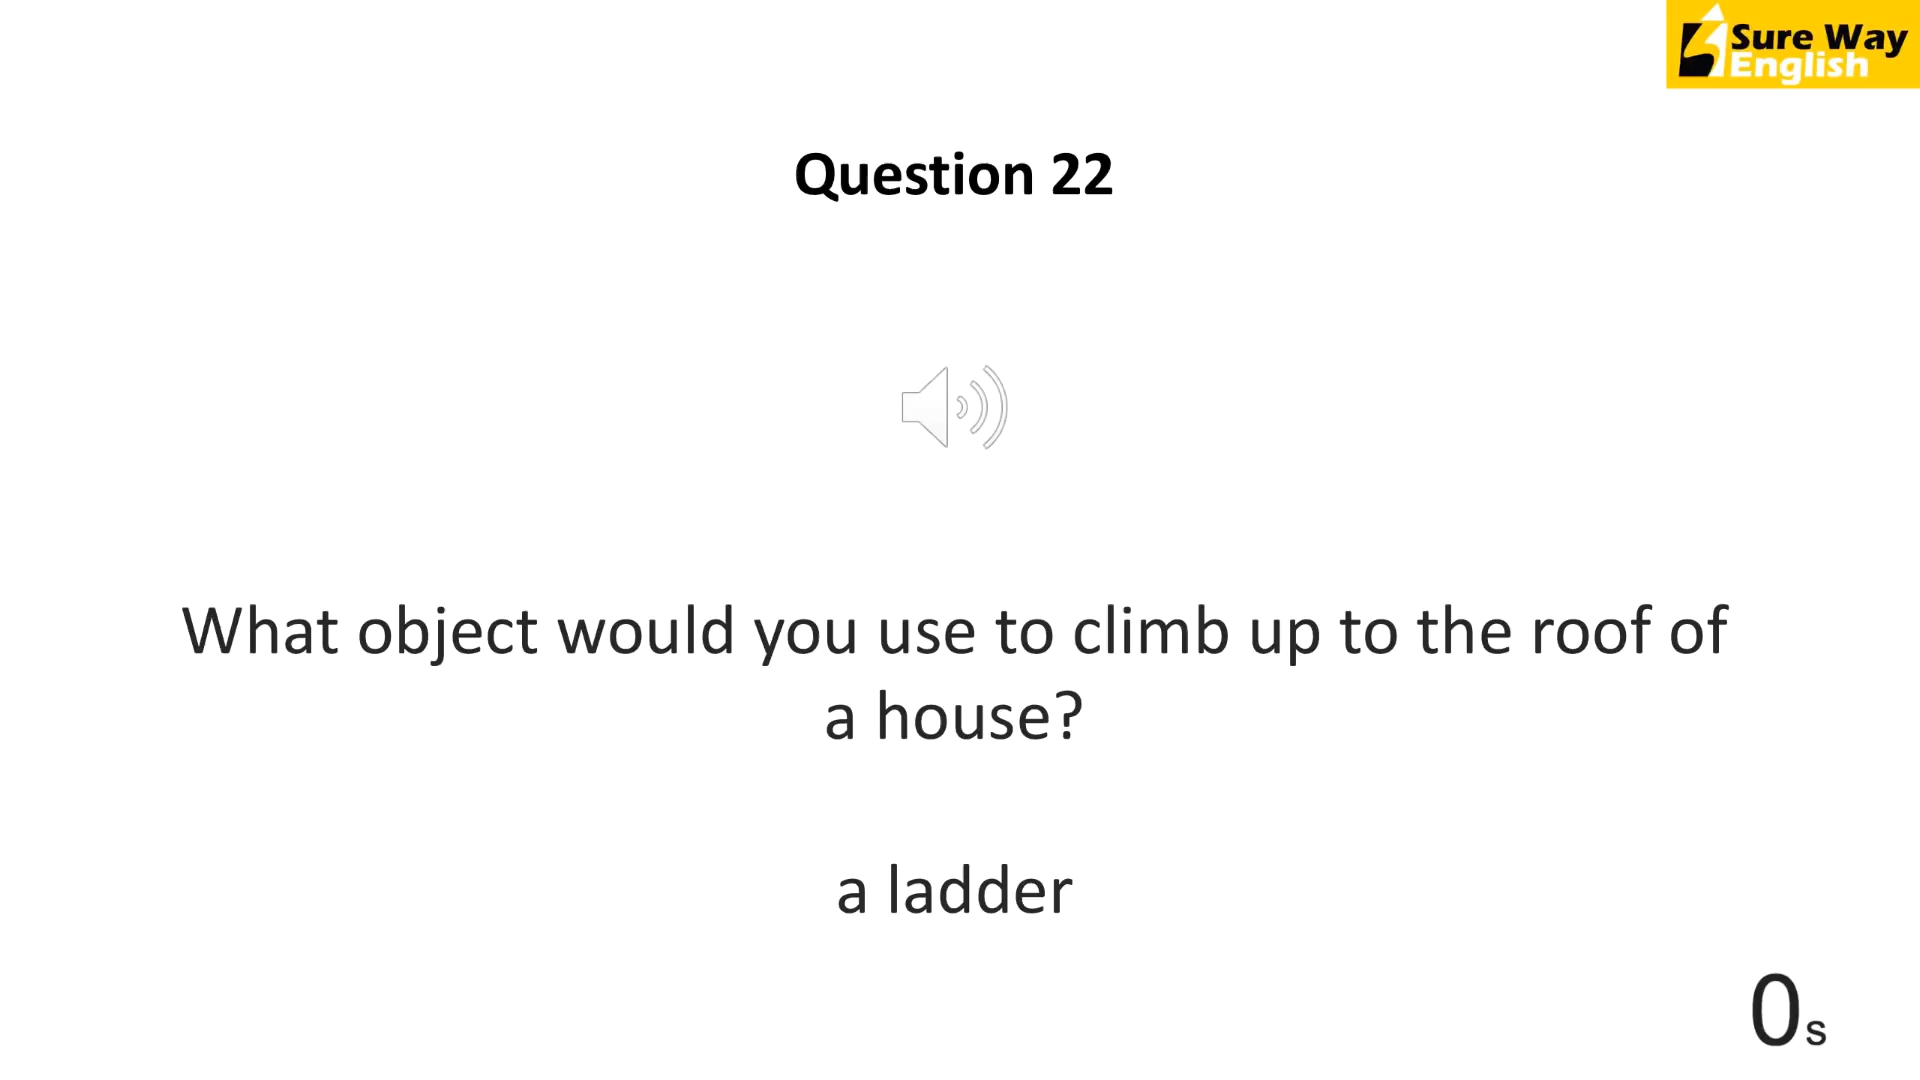 Sure Way
English
Question 22
What object would you use to climb up to the roof of
a house?
a ladder
0s